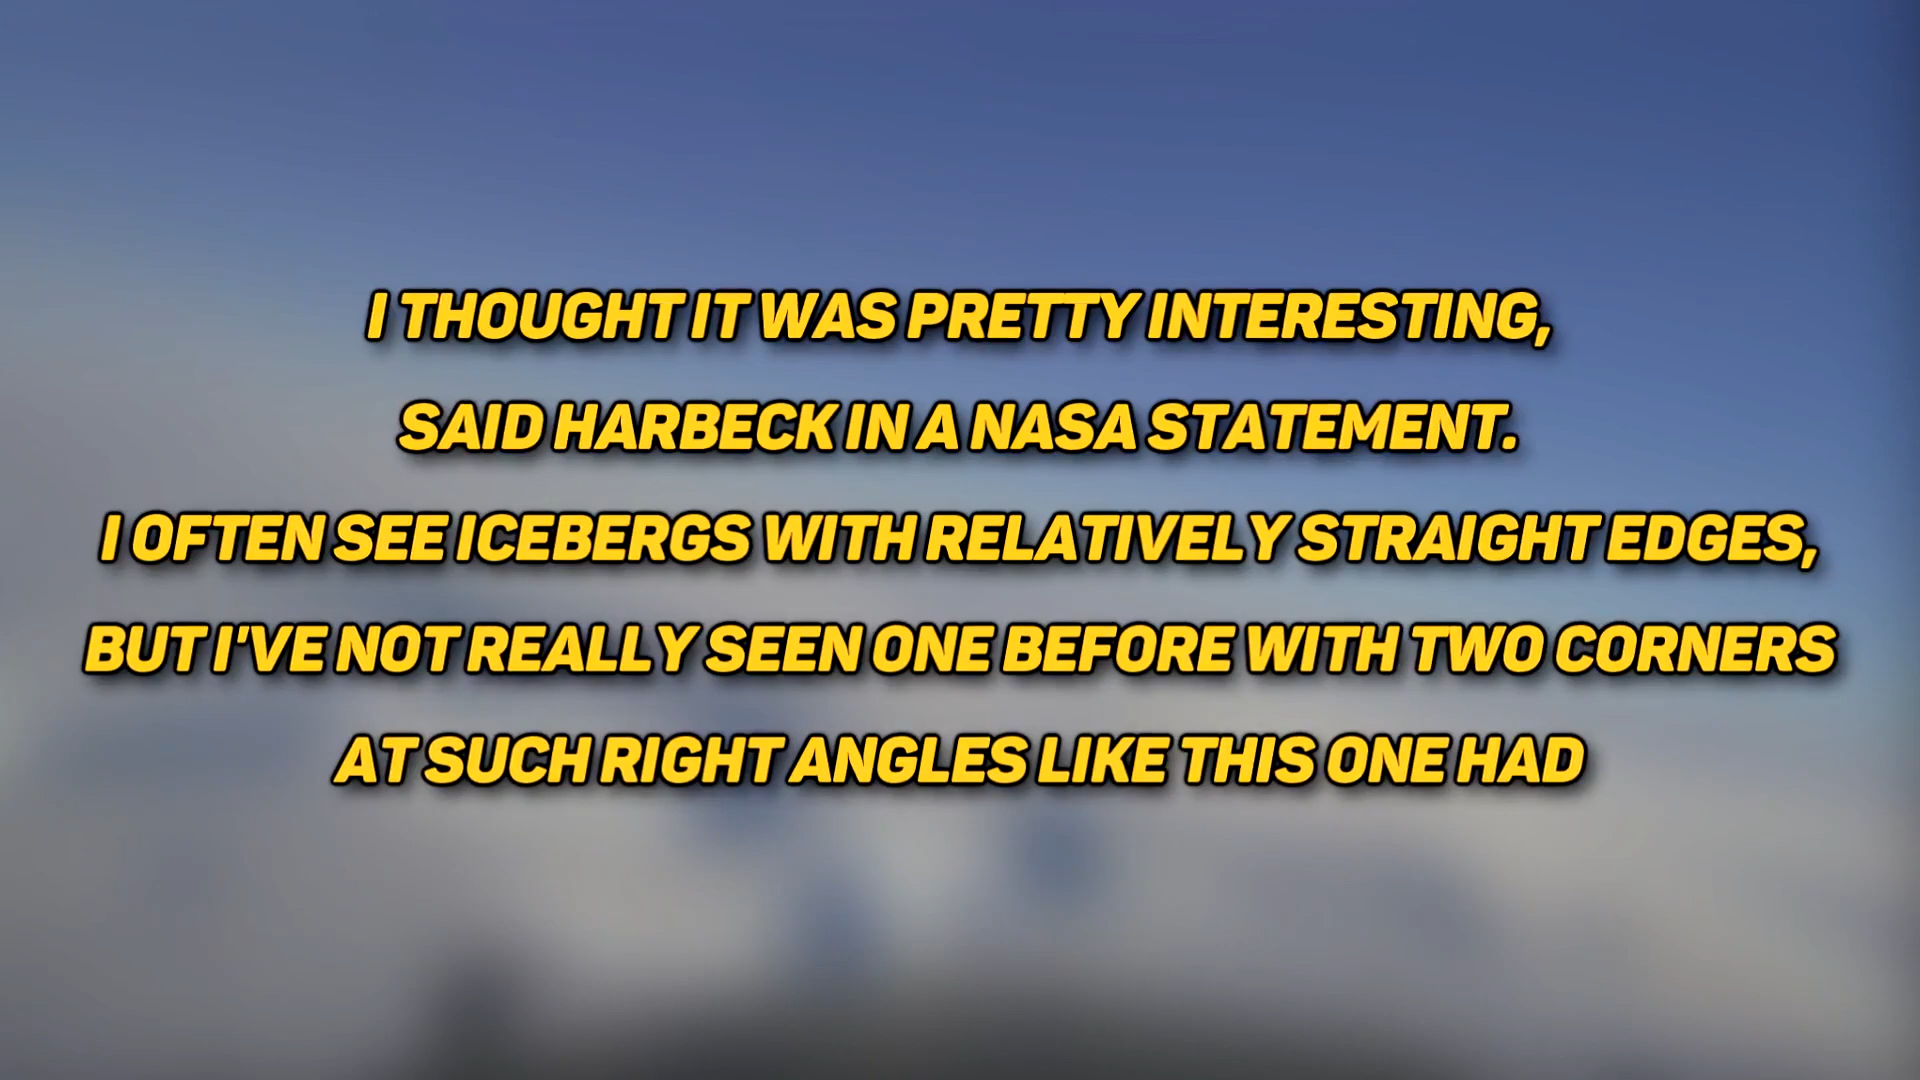 I THOUGHT IT WAS PRETTY INTERESTING,
SAID HARBECK IN A NASA STATEMENT.
I OFTEN SEE ICEBERGS WITH RELATIVELY STRAIGHT EDGES,
BUT I'VE NOT REALLY SEEN ONE BEFORE WITH TWO CORNERS
AT SUCH RIGHT ANGLES LIKE THIS ONE HAD